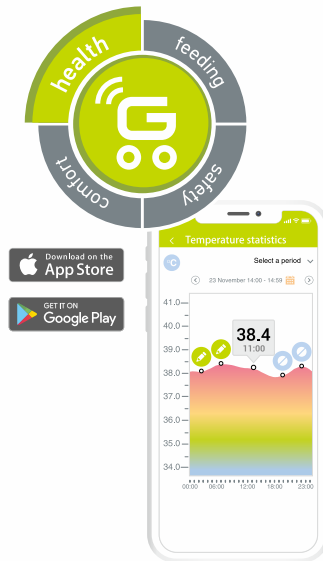 health
feeding
G
comfort
safety
Download on the
App Store
GET IT ON
Google Play
Temperature statistics
°C
Select a period
23 November 14:00 - 14:59
41.0
40.0
39.0
38.0
37.0
36.0
35.0
34.0
38.4
11:00
00:00 06:00 12:00 18:00 23:00